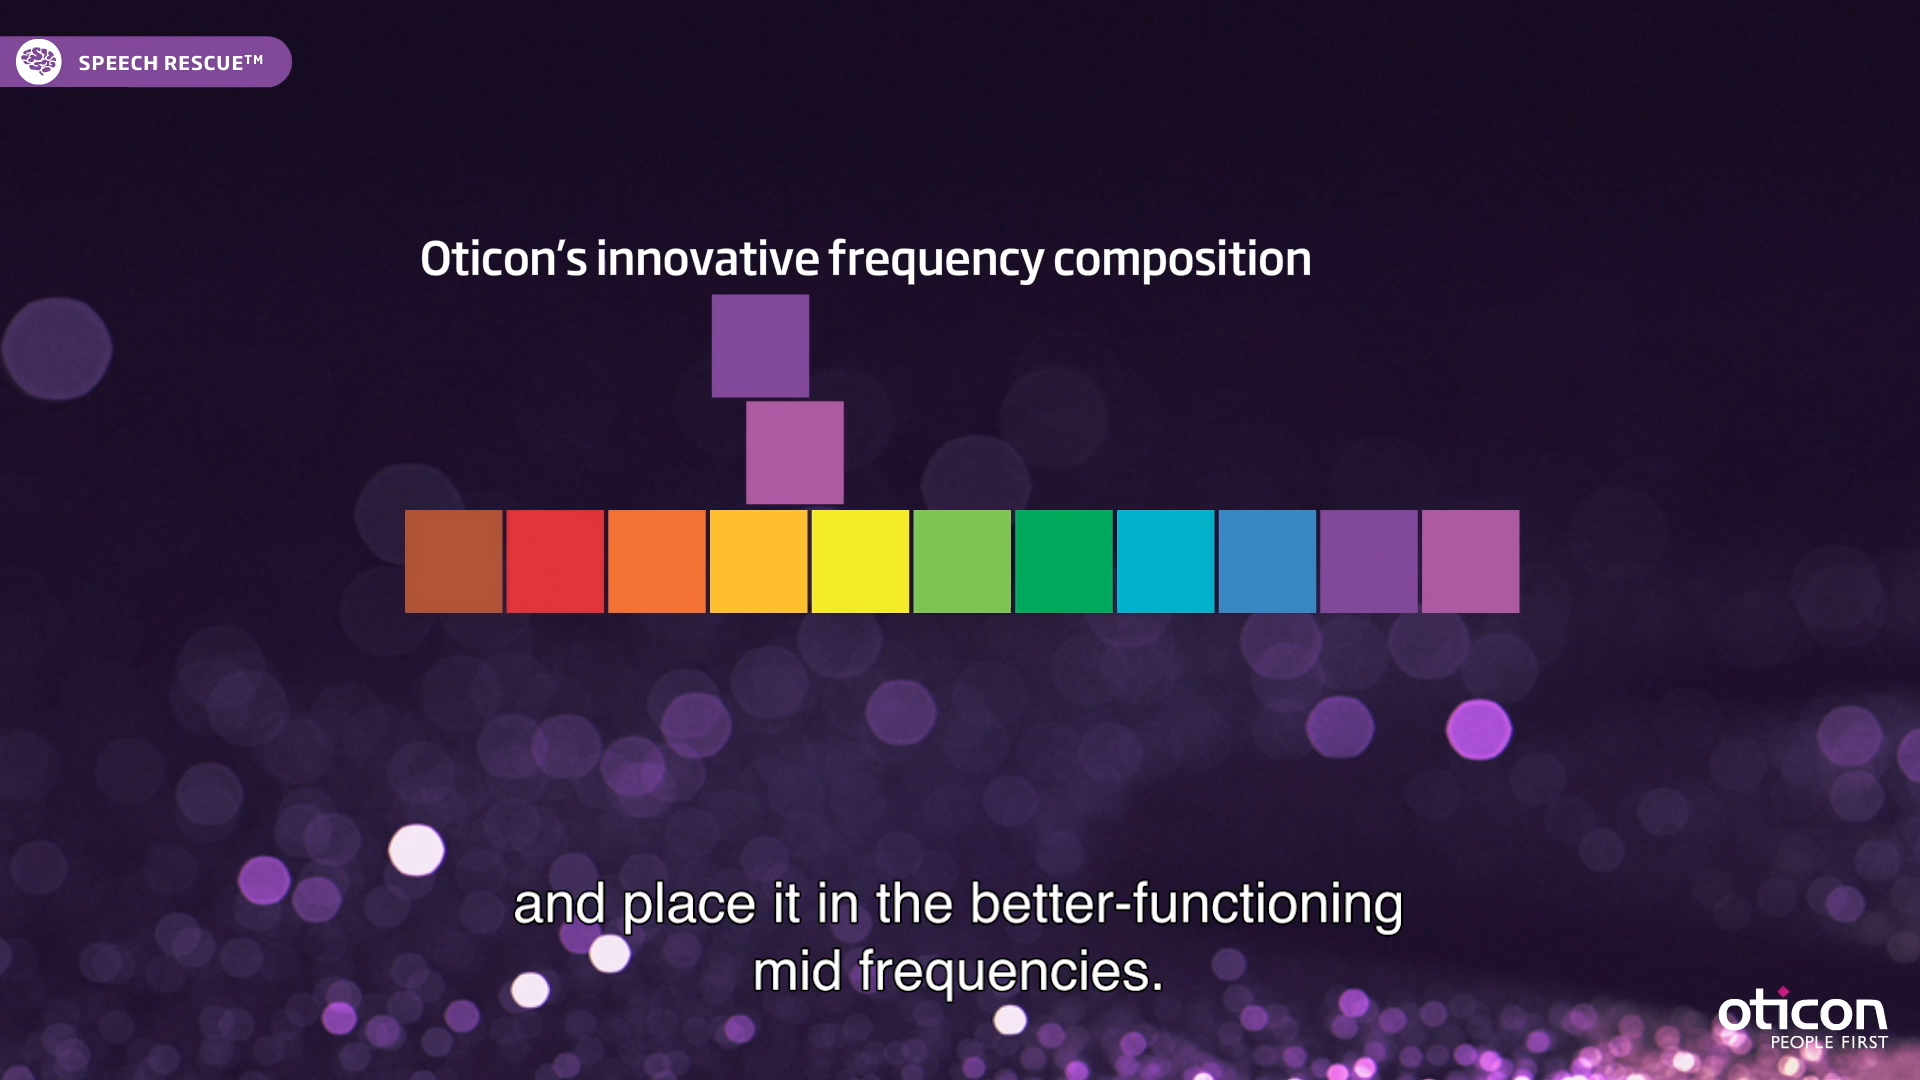 SPEECH RESCUE™
Oticon’s innovative frequency composition
and place it in the better-functioning
mid frequencies.
oticon
PEOPLE FIRST